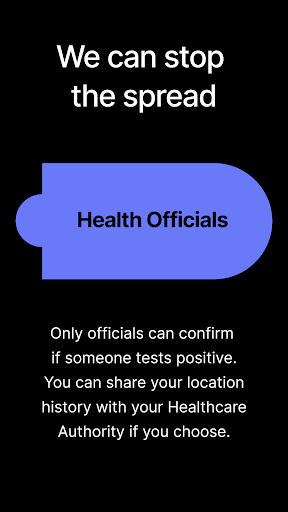 We can stop
the spread
Health Officials
Only officials can confirm
if someone tests positive.
You can share your location
history with your Healthcare
Authority if you choose.